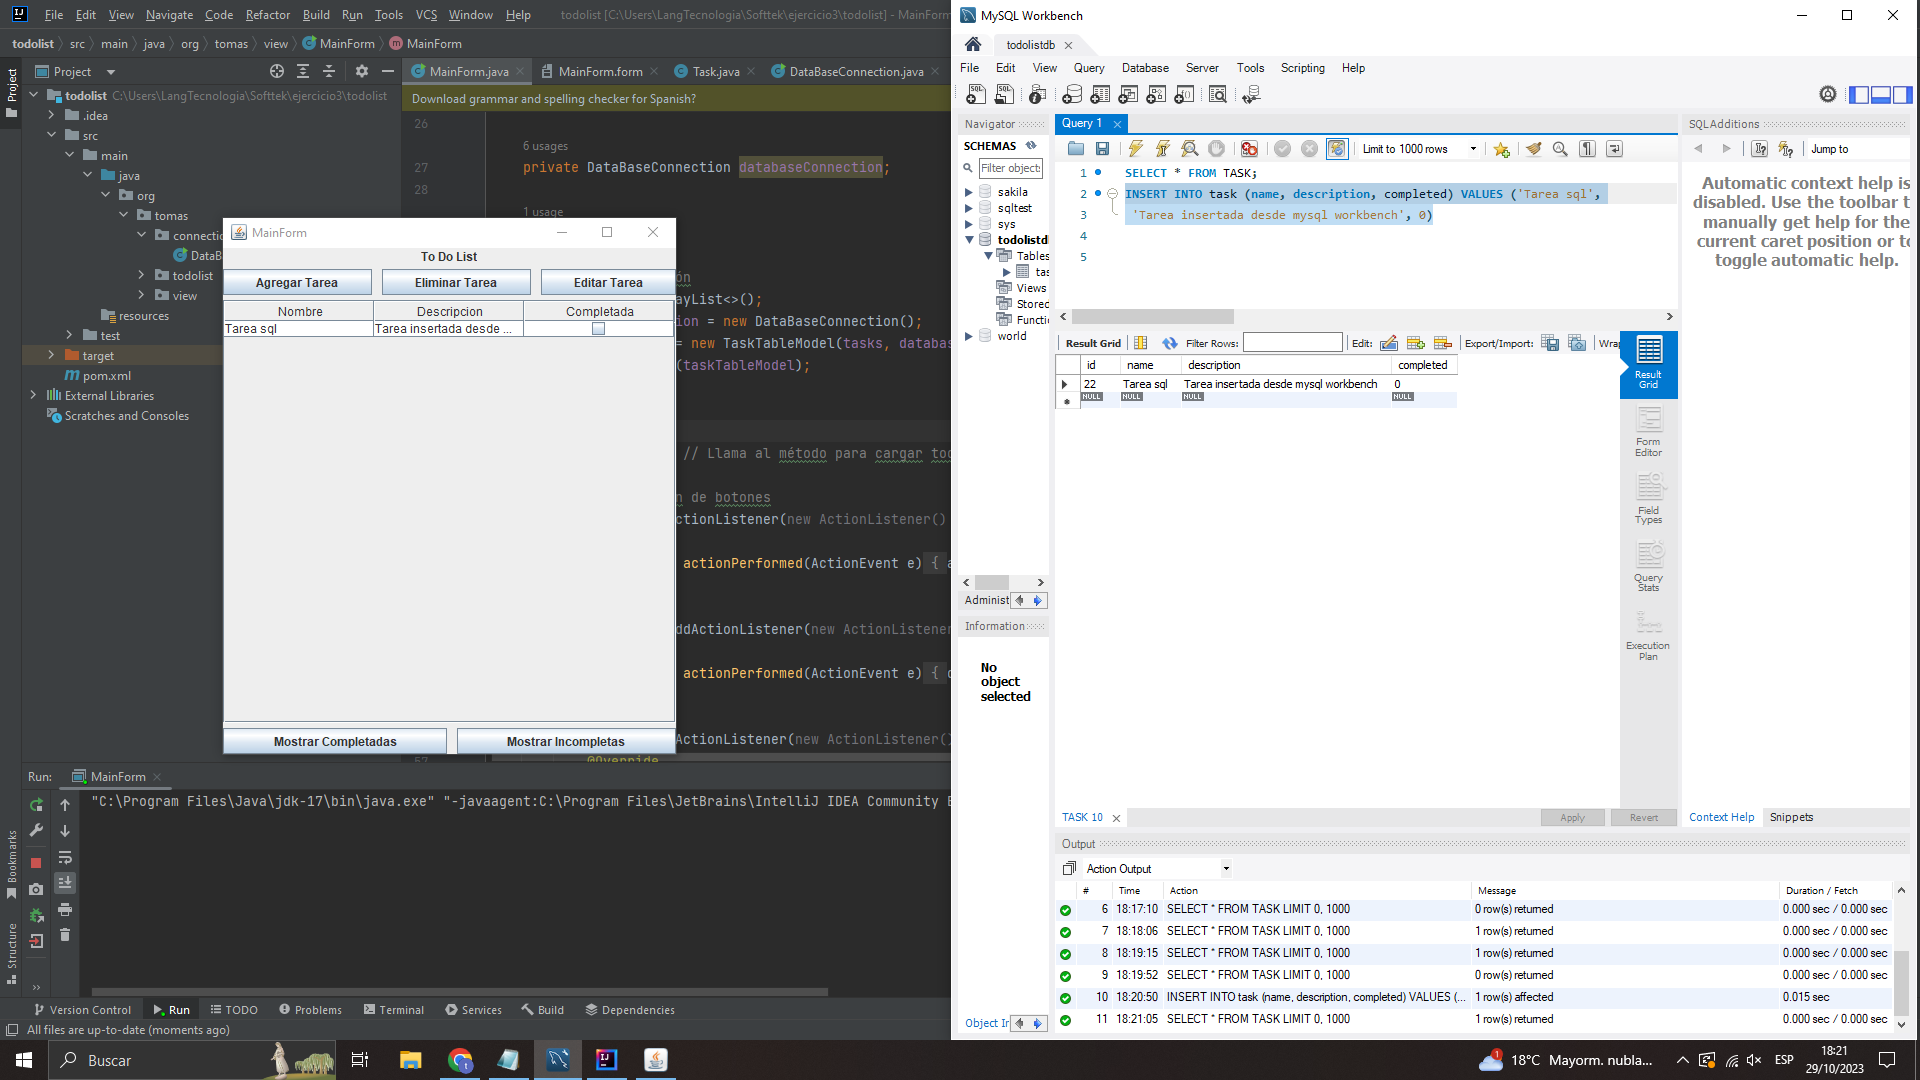 File Edit View Navigate Code Refactor Build Run Tools VCS Window Help todolist [C:\Users\LangTecnologia\Softtek\ejercicio3\todolist] - MainForm
todolist src main java org tomas view MainForm MainForm
Project
Project
MainForm.java MainForm.form Task.java DataBaseConnection.java
todolist C:\Users\LangTecnologia\Softtek\ejercicio3\todolist
Download grammar and spelling checker for Spanish?
.idea
src
main
java
org
tomas
connectio
DataB
todolist
view
resources
test
target
pom.xml
External Libraries
Scratches and Consoles
26
6 usages
27 private DataBaseConnection databaseConnection;
28
1 usage
ón
ayList<>();
ion = new DataBaseConnection();
= new TaskTableModel(tasks, databas
(taskTableModel);
// Llama al método para cargar tod
n de botones
ctionListener(new ActionListener()
actionPerformed(ActionEvent e) {
ddActionListener(new ActionListener
actionPerformed(ActionEvent e) {
ActionListener(new ActionListener()
57 @Override
MainForm
To Do List
Agregar Tarea Eliminar Tarea Editar Tarea
Nombre Descripcion Completada
Tarea sql Tarea insertada desde ...
Mostrar Completadas Mostrar Incompletas
Run: MainForm
"C:\Program Files\Java\jdk-17\bin\java.exe" "-javaagent:C:\Program Files\JetBrains\IntelliJ IDEA Community E
Bookmarks
Structure
Version Control Run TODO Problems Terminal Services Build Dependencies
All files are up-to-date (moments ago)
MySQL Workbench
todolistdb
File Edit View Query Database Server Tools Scripting Help
Navigator
SCHEMAS
Filter objects
sakila
sqltest
sys
todolistdb
Tables
tas
Views
Stored
Functi
world
Administ
Information
No object selected
Object Ir
Query 1
Limit to 1000 rows
1 SELECT * FROM TASK;
2 INSERT INTO task (name, description, completed) VALUES ('Tarea sql',
3 'Tarea insertada desde mysql workbench', 0)
4
5
Result Grid Filter Rows: Edit: Export/Import: Wrap
id name description completed
22 Tarea sql Tarea insertada desde mysql workbench 0
NULL NULL NULL NULL
Result Grid
Form Editor
Field Types
Query Stats
Execution Plan
TASK 10 Apply Revert
SQLAdditions
Jump to
Automatic context help is
disabled. Use the toolbar t
manually get help for the
current caret position or to
toggle automatic help.
Context Help Snippets
Output
Action Output
# Time Action Message Duration / Fetch
6 18:17:10 SELECT * FROM TASK LIMIT 0, 1000 0 row(s) returned 0.000 sec / 0.000 sec
7 18:18:06 SELECT * FROM TASK LIMIT 0, 1000 1 row(s) returned 0.000 sec / 0.000 sec
8 18:19:15 SELECT * FROM TASK LIMIT 0, 1000 1 row(s) returned 0.000 sec / 0.000 sec
9 18:19:52 SELECT * FROM TASK LIMIT 0, 1000 0 row(s) returned 0.000 sec / 0.000 sec
10 18:20:50 INSERT INTO task (name, description, completed) VALUES (... 1 row(s) affected 0.015 sec
11 18:21:05 SELECT * FROM TASK LIMIT 0, 1000 1 row(s) returned 0.000 sec / 0.000 sec
Buscar
18°C Mayorm. nubla... ESP 18:21
29/10/2023